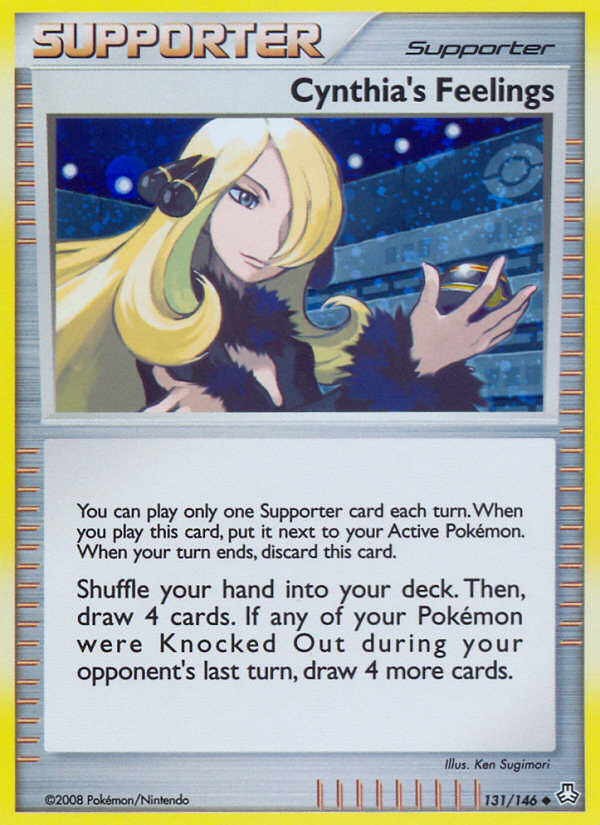 SUPPORTER
Supporter
Cynthia's Feelings
You can play only one Supporter card each turn. When
you play this card, put it next to your Active Pokémon.
When your turn ends, discard this card.
Shuffle your hand into your deck. Then,
draw 4 cards. If any of your Pokémon
were Knocked Out during your
opponent's last turn, draw 4 more cards.
Illus. Ken Sugimori
©2008 Pokémon/Nintendo
131/146